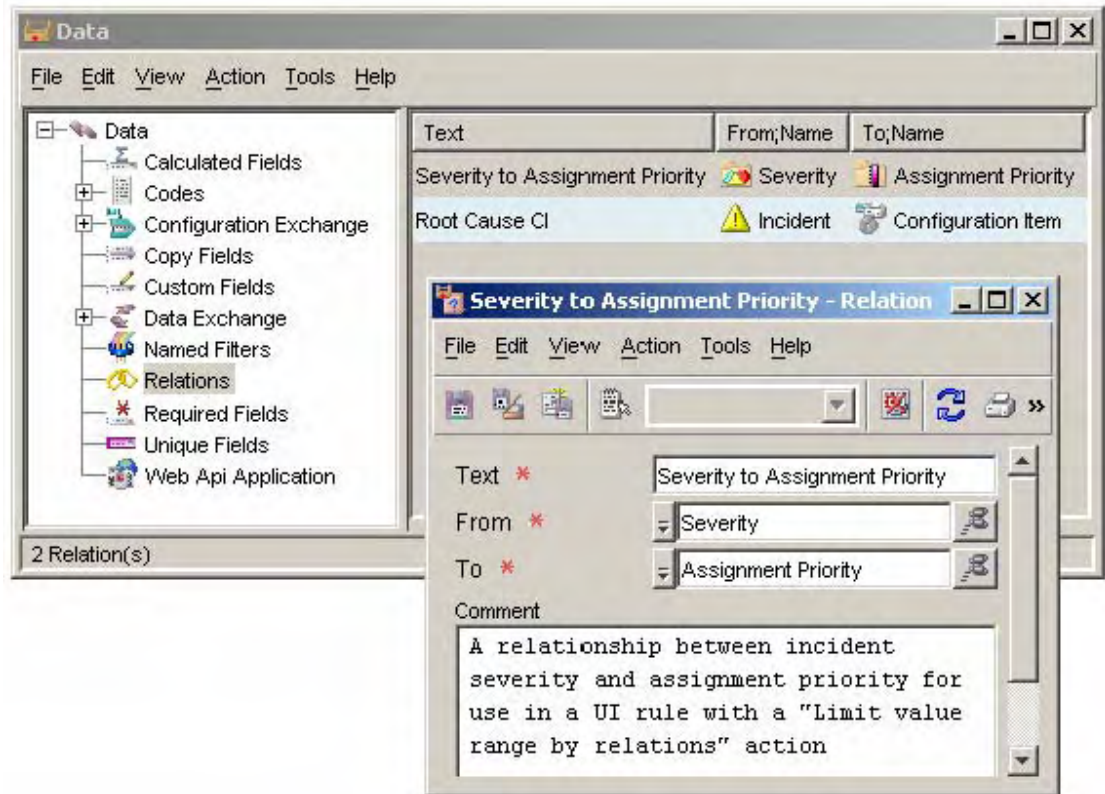 Data
File Edit View Action Tools Help
Data
Calculated Fields
Codes
Configuration Exchange
Copy Fields
Custom Fields
Data Exchange
Named Filters
Relations
Required Fields
Unique Fields
Web Api Application
Text From;Name To;Name
Severity to Assignment Priority Severity Assignment Priority
Root Cause CI Incident Configuration Item
2 Relation(s)
Severity to Assignment Priority - Relation
File Edit View Action Tools Help
Text * Severity to Assignment Priority
From * Severity
To * Assignment Priority
Comment
A relationship between incident
severity and assignment priority for
use in a UI rule with a "Limit value
range by relations" action